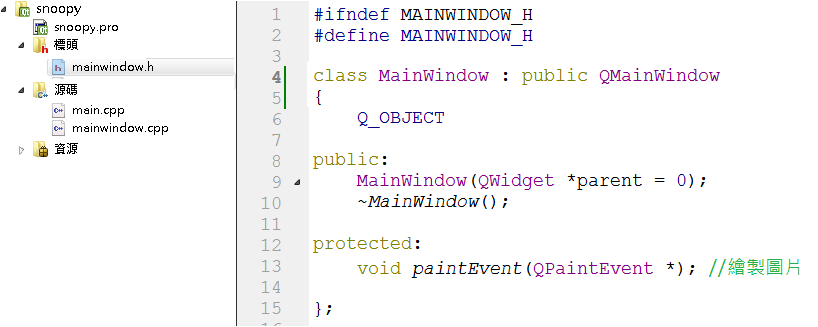 snoopy
snoopy.pro
標頭
mainwindow.h
源碼
main.cpp
mainwindow.cpp
資源
1 #ifndef MAINWINDOW_H
2 #define MAINWINDOW_H
3
4 class MainWindow : public QMainWindow
5 {
6 Q_OBJECT
7
8 public:
9 MainWindow(QWidget *parent = 0);
10 ~MainWindow();
11
12 protected:
13 void paintEvent(QPaintEvent *); //繪製圖片
14
15 };